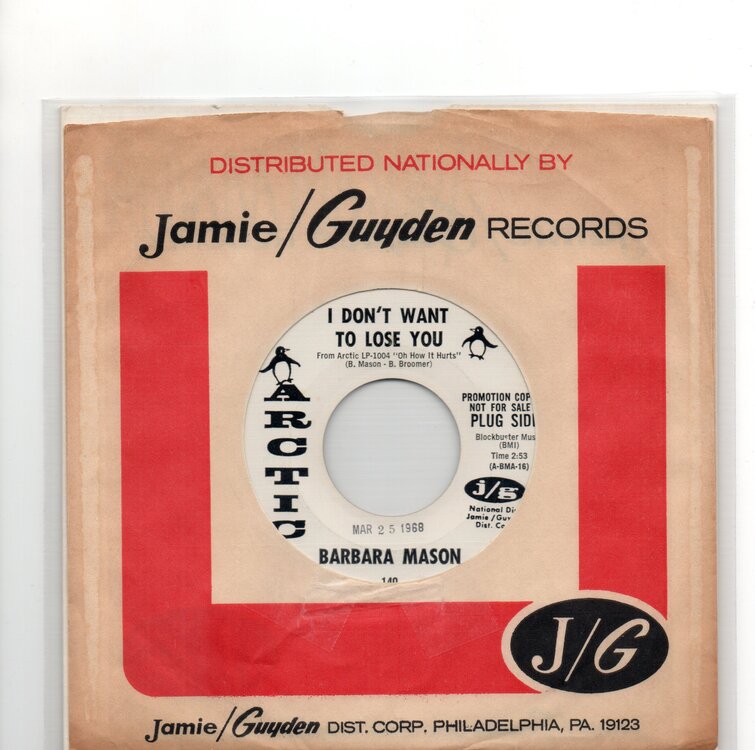 DISTRIBUTED NATIONALLY BY
Jamie/Guyden RECORDS
I DON'T WANT
TO LOSE YOU
From Arctic LP-1004 "Oh How It Hurts"
(B. Mason - B. Broomer)
ARCTIC
PROMOTION COP
NOT FOR SALE
PLUG SID
Blockbuster Mus
(BMI)
Time 2:53
(A-BMA-16)
j/g
National Di
Jamie/Guy
Dist. Co
MAR 25 1968
BARBARA MASON
140
J/G
Jamie/Guyden DIST. CORP. PHILADELPHIA, PA. 19123